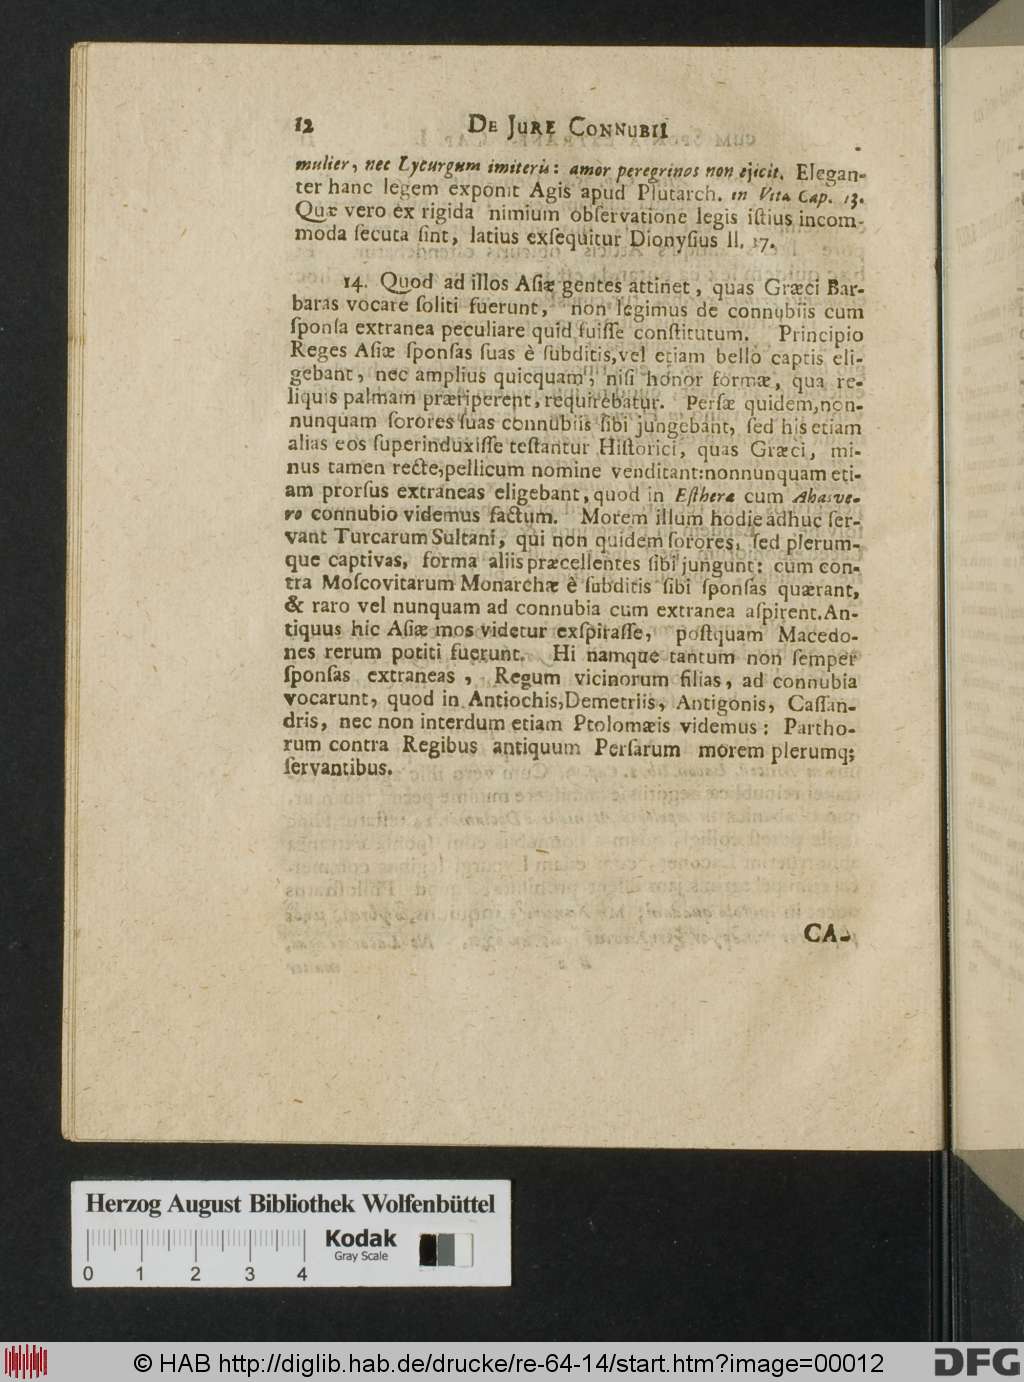 12 DE JURE CONNUBII
mulier, nec Lycurgum imiteris: amor peregrinos non ejicit. Elegan-
ter hanc legem exponit Agis apud Plutarch. in Vita Cap. 13.
Quæ vero ex rigida nimium obſervatione legis iſtius incom-
moda ſecuta ſint, latius exſequitur Dionyſius II. 17.
14. Quod ad illos Aſiæ gentes attinet, quas Græci Bar-
baras vocare ſoliti fuerunt, non legimus de connubiis cum
ſponſa extranea peculiare quid fuiſſe conſtitutum. Principio
Reges Aſiæ ſponſas ſuas è ſubditis, vel etiam bello captis eli-
gebant, nec amplius quicquam, niſi honor formæ, qua re-
liquis palmam præriperent, requirebatur. Perſæ quidem, non-
nunquam ſorores ſuas connubiis ſibi jungebant, ſed his etiam
alias eos ſuperinduxiſſe teſtantur Hiſtorici, quas Græci, mi-
nus tamen recte, pellicum nomine venditant: nonnunquam eti-
am prorſus extraneas eligebant, quod in Eſthera cum Ahasve-
ro connubio videmus factum. Morem illum hodie adhuc ſer-
vant Turcarum Sultani, qui non quidem ſorores, ſed plerum-
que captivas, forma aliis præcellentes ſibi jungunt: cum con-
tra Moſcovitarum Monarchæ è ſubditis ſibi ſponſas quærant,
& raro vel nunquam ad connubia cum extranea aſpirent. An-
tiquus hic Aſiæ mos videtur exſpiraſſe, poſtquam Macedo-
nes rerum potiti fuerunt. Hi namque tantum non ſemper
ſponſas extraneas, Regum vicinorum filias, ad connubia
vocarunt, quod in Antiochis, Demetriis, Antigonis, Caſſan-
dris, nec non interdum etiam Ptolomæis videmus: Partho-
rum contra Regibus antiquum Perſarum morem plerumq;
ſervantibus.
CA-
Herzog August Bibliothek Wolfenbüttel
Kodak
Gray Scale
0 1 2 3 4
© HAB http://diglib.hab.de/drucke/re-64-14/start.htm?image=00012
DFG